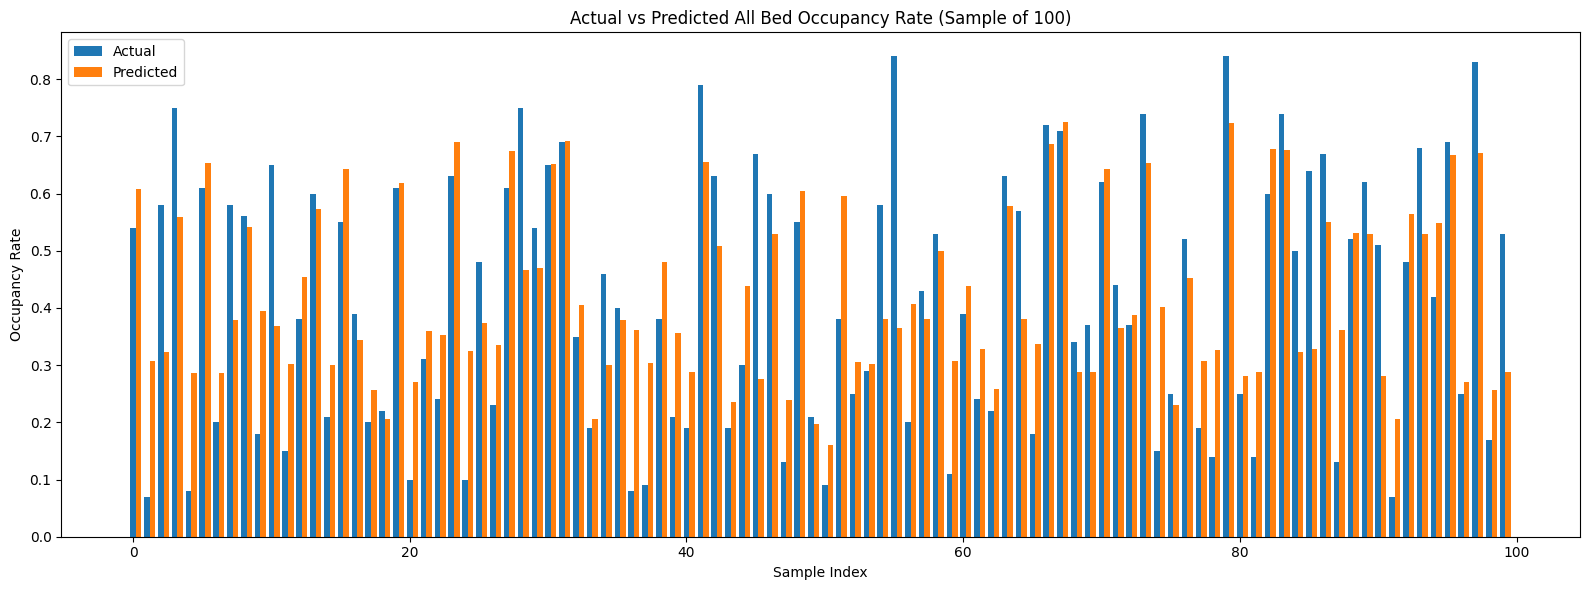 Actual vs Predicted All Bed Occupancy Rate (Sample of 100)
Actual
Predicted
Occupancy Rate
0.8
0.7
0.6
0.5
0.4
0.3
0.2
0.1
0.0
0 20 40 60 80 100
Sample Index